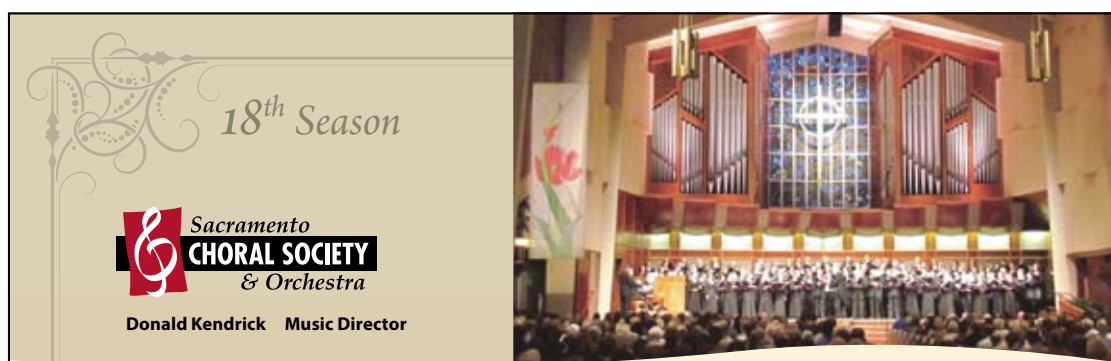 18th Season
Sacramento
CHORAL SOCIETY
& Orchestra
Donald Kendrick Music Director